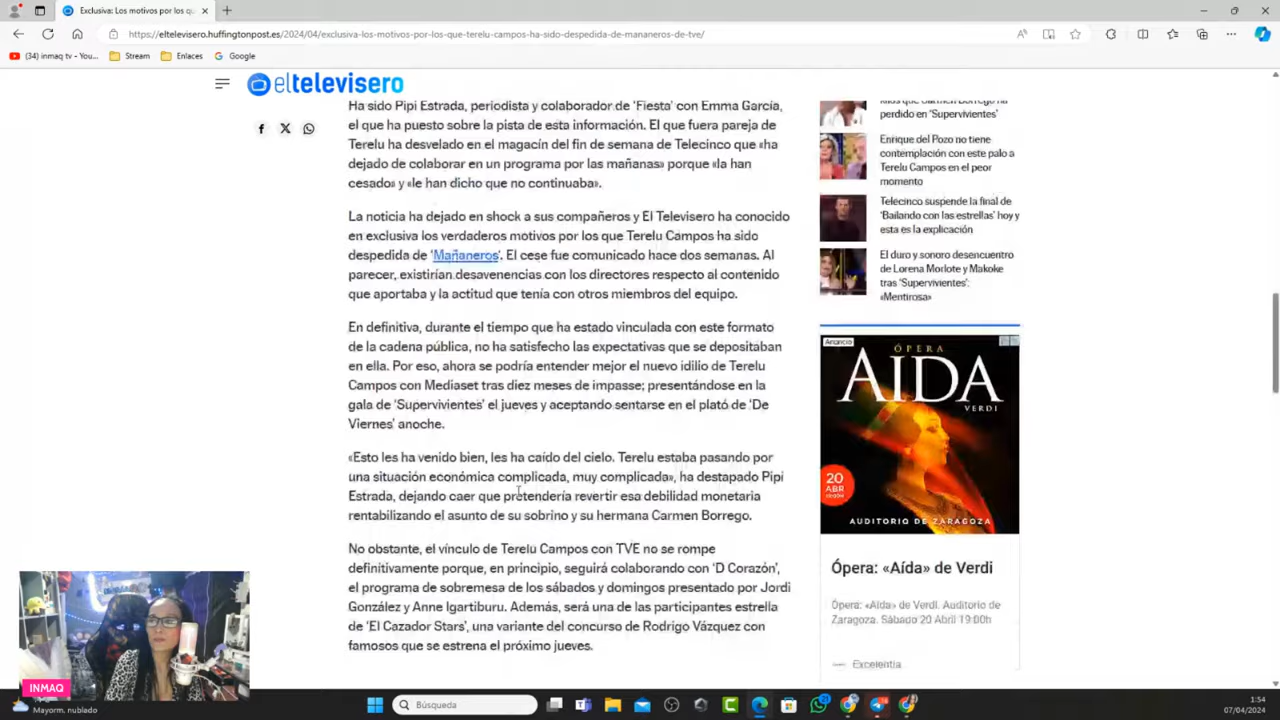 Exclusiva: Los motivos por los qu
https://eltelevisero.huffingtonpost.es/2024/04/exclusiva-los-motivos-por-los-que-terelu-campos-ha-sido-despedida-de-mananeros-de-tve/
(34) inmaq tv - You...
Stream
Enlaces
Google
eltelevisero
Ha sido Pipi Estrada, periodista y colaborador de 'Fiesta' con Emma García,
el que ha puesto sobre la pista de esta información. El que fuera pareja de
Terelu ha desvelado en el magacín del fin de semana de Telecinco que «ha
dejado de colaborar en un programa por las mañanas» porque «la han
cesado» y «le han dicho que no continuaba».
La noticia ha dejado en shock a sus compañeros y El Televisero ha conocido
en exclusiva los verdaderos motivos por los que Terelu Campos ha sido
despedida de 'Mañaneros'. El cese fue comunicado hace dos semanas. Al
parecer, existirían desavenencias con los directores respecto al contenido
que aportaba y la actitud que tenía con otros miembros del equipo.
En definitiva, durante el tiempo que ha estado vinculada con este formato
de la cadena pública, no ha satisfecho las expectativas que se depositaban
en ella. Por eso, ahora se podría entender mejor el nuevo idilio de Terelu
Campos con Mediaset tras diez meses de impasse; presentándose en la
gala de 'Supervivientes' el jueves y aceptando sentarse en el plató de 'De
Viernes' anoche.
«Esto les ha venido bien, les ha caído del cielo. Terelu estaba pasando por
una situación económica complicada, muy complicada», ha destapado Pipi
Estrada, dejando caer que pretendería revertir esa debilidad monetaria
rentabilizando el asunto de su sobrino y su hermana Carmen Borrego.
No obstante, el vínculo de Terelu Campos con TVE no se rompe
definitivamente porque, en principio, seguirá colaborando con 'D Corazón',
el programa de sobremesa de los sábados y domingos presentado por Jordi
González y Anne Igartiburu. Además, será una de las participantes estrella
de 'El Cazador Stars', una variante del concurso de Rodrigo Vázquez con
famosos que se estrena el próximo jueves.
kilos que Carmen Borrego ha
perdido en 'Supervivientes'
Enrique del Pozo no tiene
contemplación con este palo a
Terelu Campos en el peor
momento
Telecinco suspende la final de
'Bailando con las estrellas' hoy y
esta es la explicación
El duro y sonoro desencuentro
de Lorena Morlote y Makoke
tras 'Supervivientes':
«Mentirosa»
Anuncio
ÓPERA
AIDA
VERDI
20
ABR
AUDITORIO DE ZARAGOZA
Ópera: «Aída» de Verdi
Ópera: «Aída» de Verdi. Auditorio de
Zaragoza. Sábado 20 Abril 19:00h
Excelentia
INMAQ
Mayorm. nublado
Búsqueda
1:54
07/04/2024